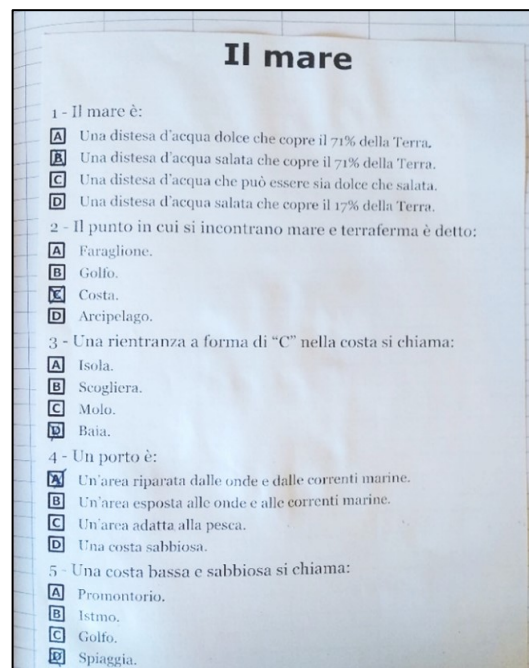 Il mare
1 - Il mare è:
A Una distesa d'acqua dolce che copre il 71% della Terra.
B Una distesa d'acqua salata che copre il 71% della Terra.
C Una distesa d'acqua che può essere sia dolce che salata.
D Una distesa d'acqua salata che copre il 17% della Terra.
2 - Il punto in cui si incontrano mare e terraferma è detto:
A Faraglione.
B Golfo.
C Costa.
D Arcipelago.
3 - Una rientranza a forma di “C” nella costa si chiama:
A Isola.
B Scogliera.
C Molo.
D Baia.
4 - Un porto è:
A Un'area riparata dalle onde e dalle correnti marine.
B Un'area esposta alle onde e alle correnti marine.
C Un'area adatta alla pesca.
D Una costa sabbiosa.
5 - Una costa bassa e sabbiosa si chiama:
A Promontorio.
B Istmo.
C Golfo.
D Spiaggia.